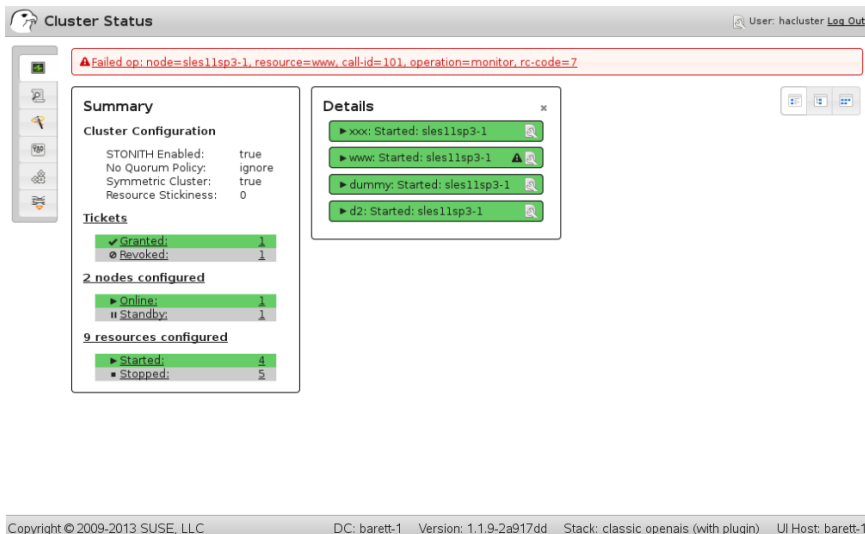 Cluster Status
User: hacluster Log Out
Failed op: node=sles11sp3-1, resource=www, call-id=101, operation=monitor, rc-code=7
Summary
Cluster Configuration
STONITH Enabled: true
No Quorum Policy: ignore
Symmetric Cluster: true
Resource Stickiness: 0
Tickets
Granted: 1
Revoked: 1
2 nodes configured
Online: 1
Standby: 1
9 resources configured
Started: 4
Stopped: 5
Details
xxx: Started: sles11sp3-1
www: Started: sles11sp3-1
dummy: Started: sles11sp3-1
d2: Started: sles11sp3-1
Copyright © 2009-2013 SUSE, LLC DC: barett-1 Version: 1.1.9-2a917dd Stack: classic openais (with plugin) UI Host: barett-1